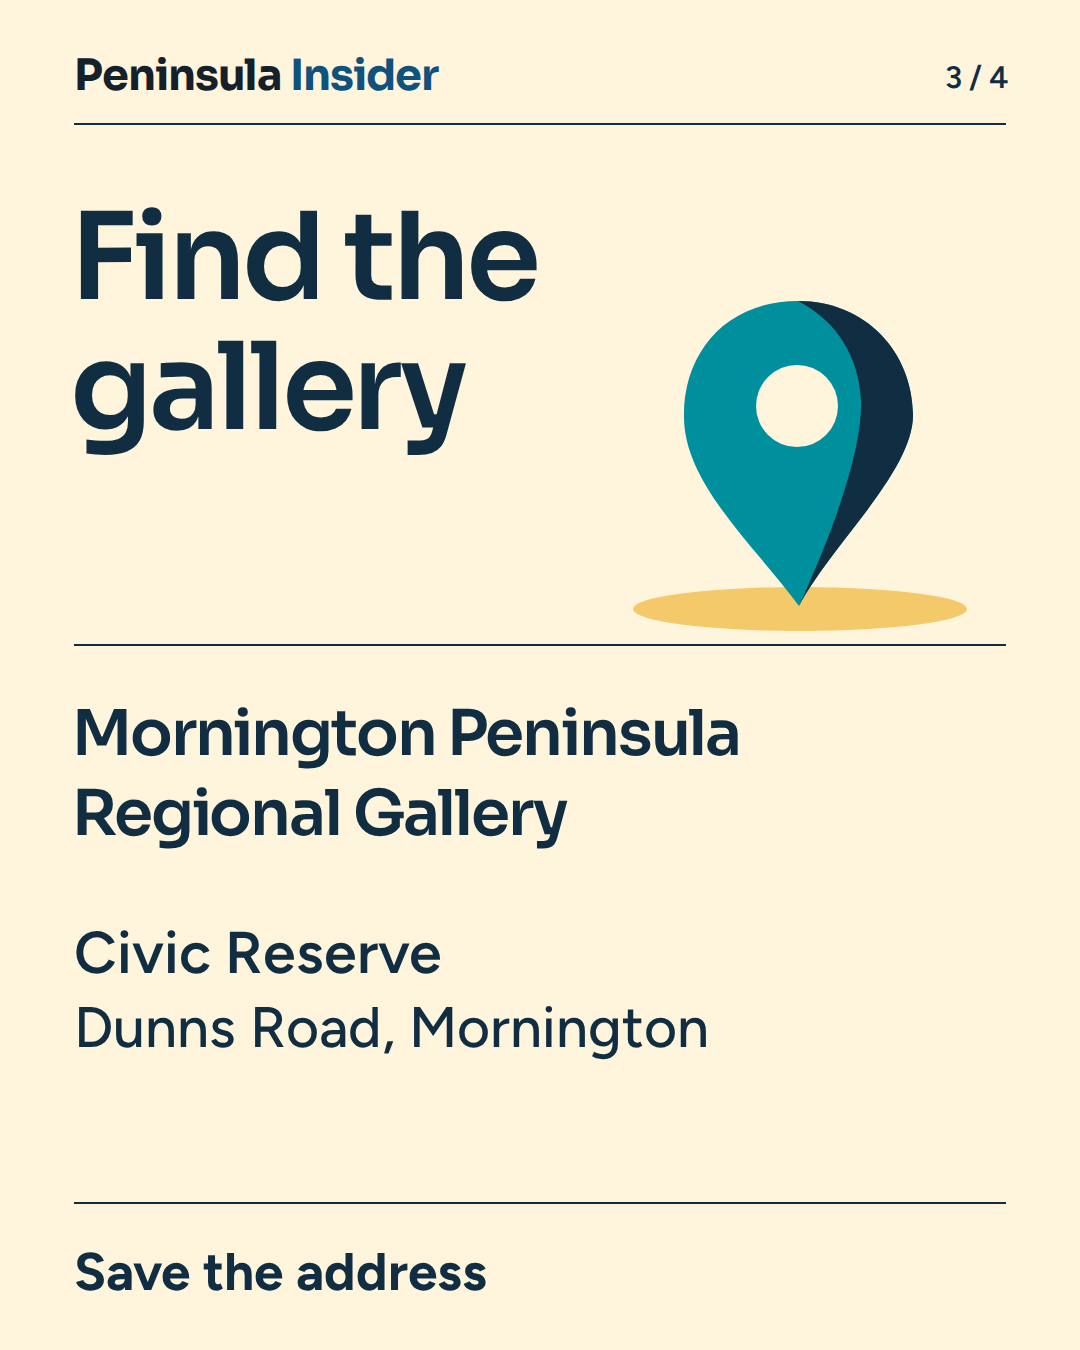 Peninsula Insider
3 / 4
Find the
gallery
Mornington Peninsula
Regional Gallery
Civic Reserve
Dunns Road, Mornington
Save the address